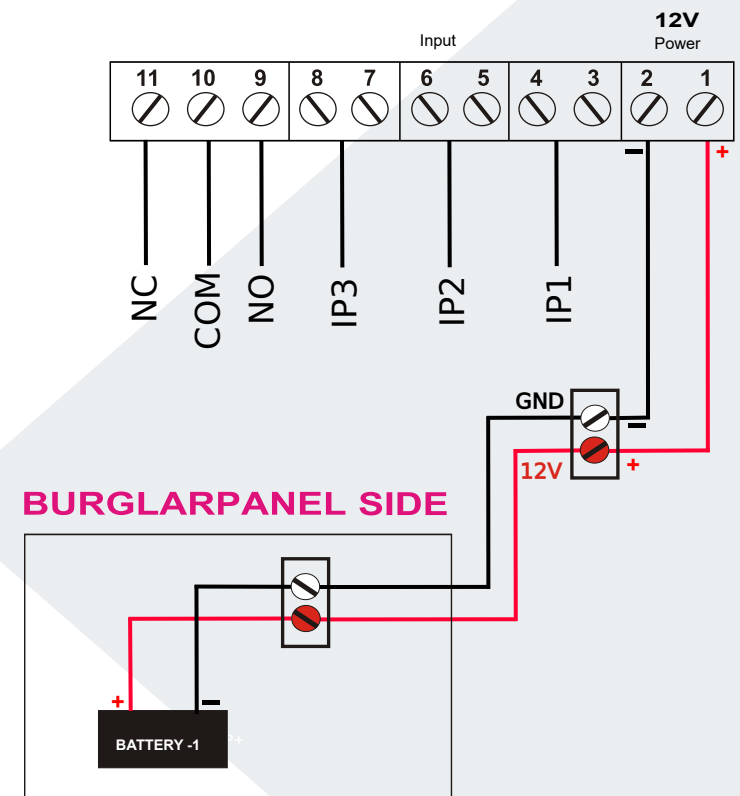 12V
Input
Power
11 10 9 8 7 6 5 4 3 2 1
− +
NC COM NO IP3 IP2 IP1
GND
−
12V +
BURGLARPANEL SIDE
+ −
BATTERY -1